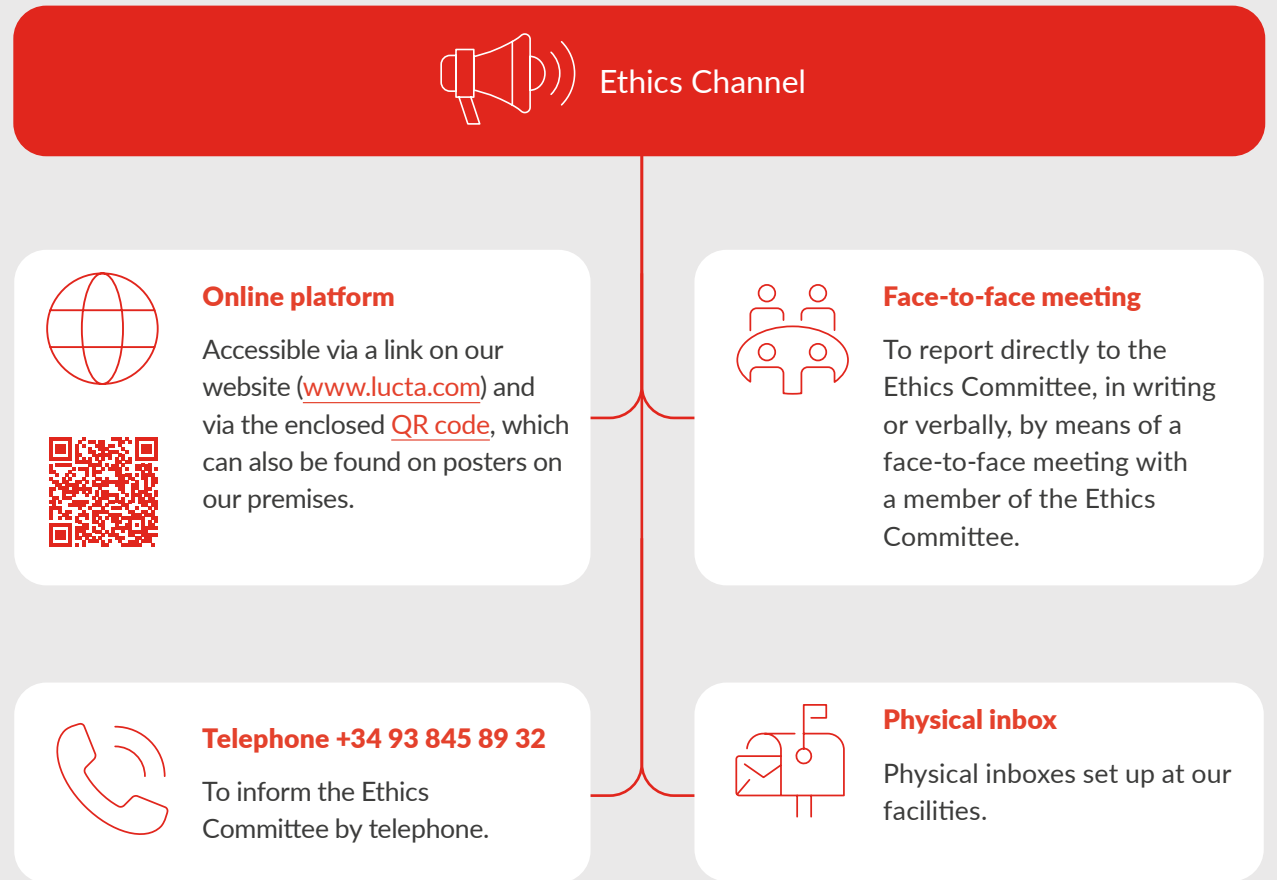 Ethics Channel
Online platform
Accessible via a link on our
website (www.lucta.com) and
via the enclosed QR code, which
can also be found on posters on
our premises.
Face-to-face meeting
To report directly to the
Ethics Committee, in writing
or verbally, by means of a
face-to-face meeting with
a member of the Ethics
Committee.
Telephone +34 93 845 89 32
To inform the Ethics
Committee by telephone.
Physical inbox
Physical inboxes set up at our
facilities.